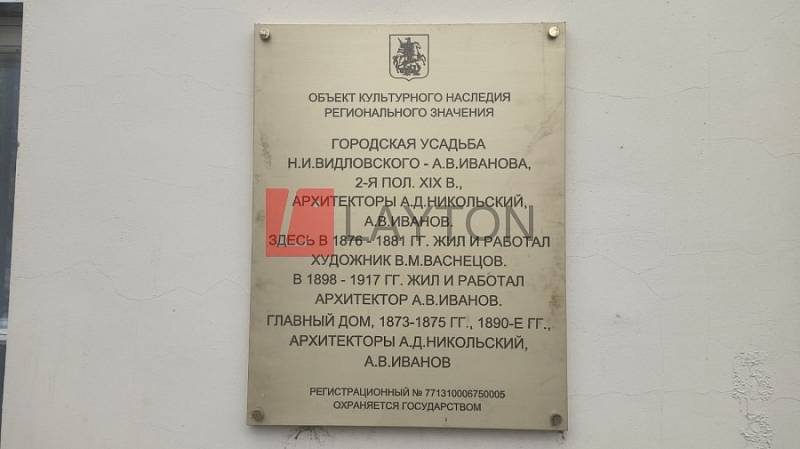 ОБЪЕКТ КУЛЬТУРНОГО НАСЛЕДИЯ
РЕГИОНАЛЬНОГО ЗНАЧЕНИЯ
ГОРОДСКАЯ УСАДЬБА
Н.И.ВИДЛОВСКОГО - А.В.ИВАНОВА,
2-Я ПОЛ. XIX В.,
АРХИТЕКТОРЫ А.Д.НИКОЛЬСКИЙ,
А.В.ИВАНОВ.
LAYTON
ЗДЕСЬ В 1876 - 1881 ГГ. ЖИЛ И РАБОТАЛ
ХУДОЖНИК В.М.ВАСНЕЦОВ.
В 1898 - 1917 ГГ. ЖИЛ И РАБОТАЛ
АРХИТЕКТОР А.В.ИВАНОВ.
ГЛАВНЫЙ ДОМ, 1873-1875 ГГ., 1890-Е ГГ.,
АРХИТЕКТОРЫ А.Д.НИКОЛЬСКИЙ,
А.В.ИВАНОВ
РЕГИСТРАЦИОННЫЙ № 771310006750005
ОХРАНЯЕТСЯ ГОСУДАРСТВОМ